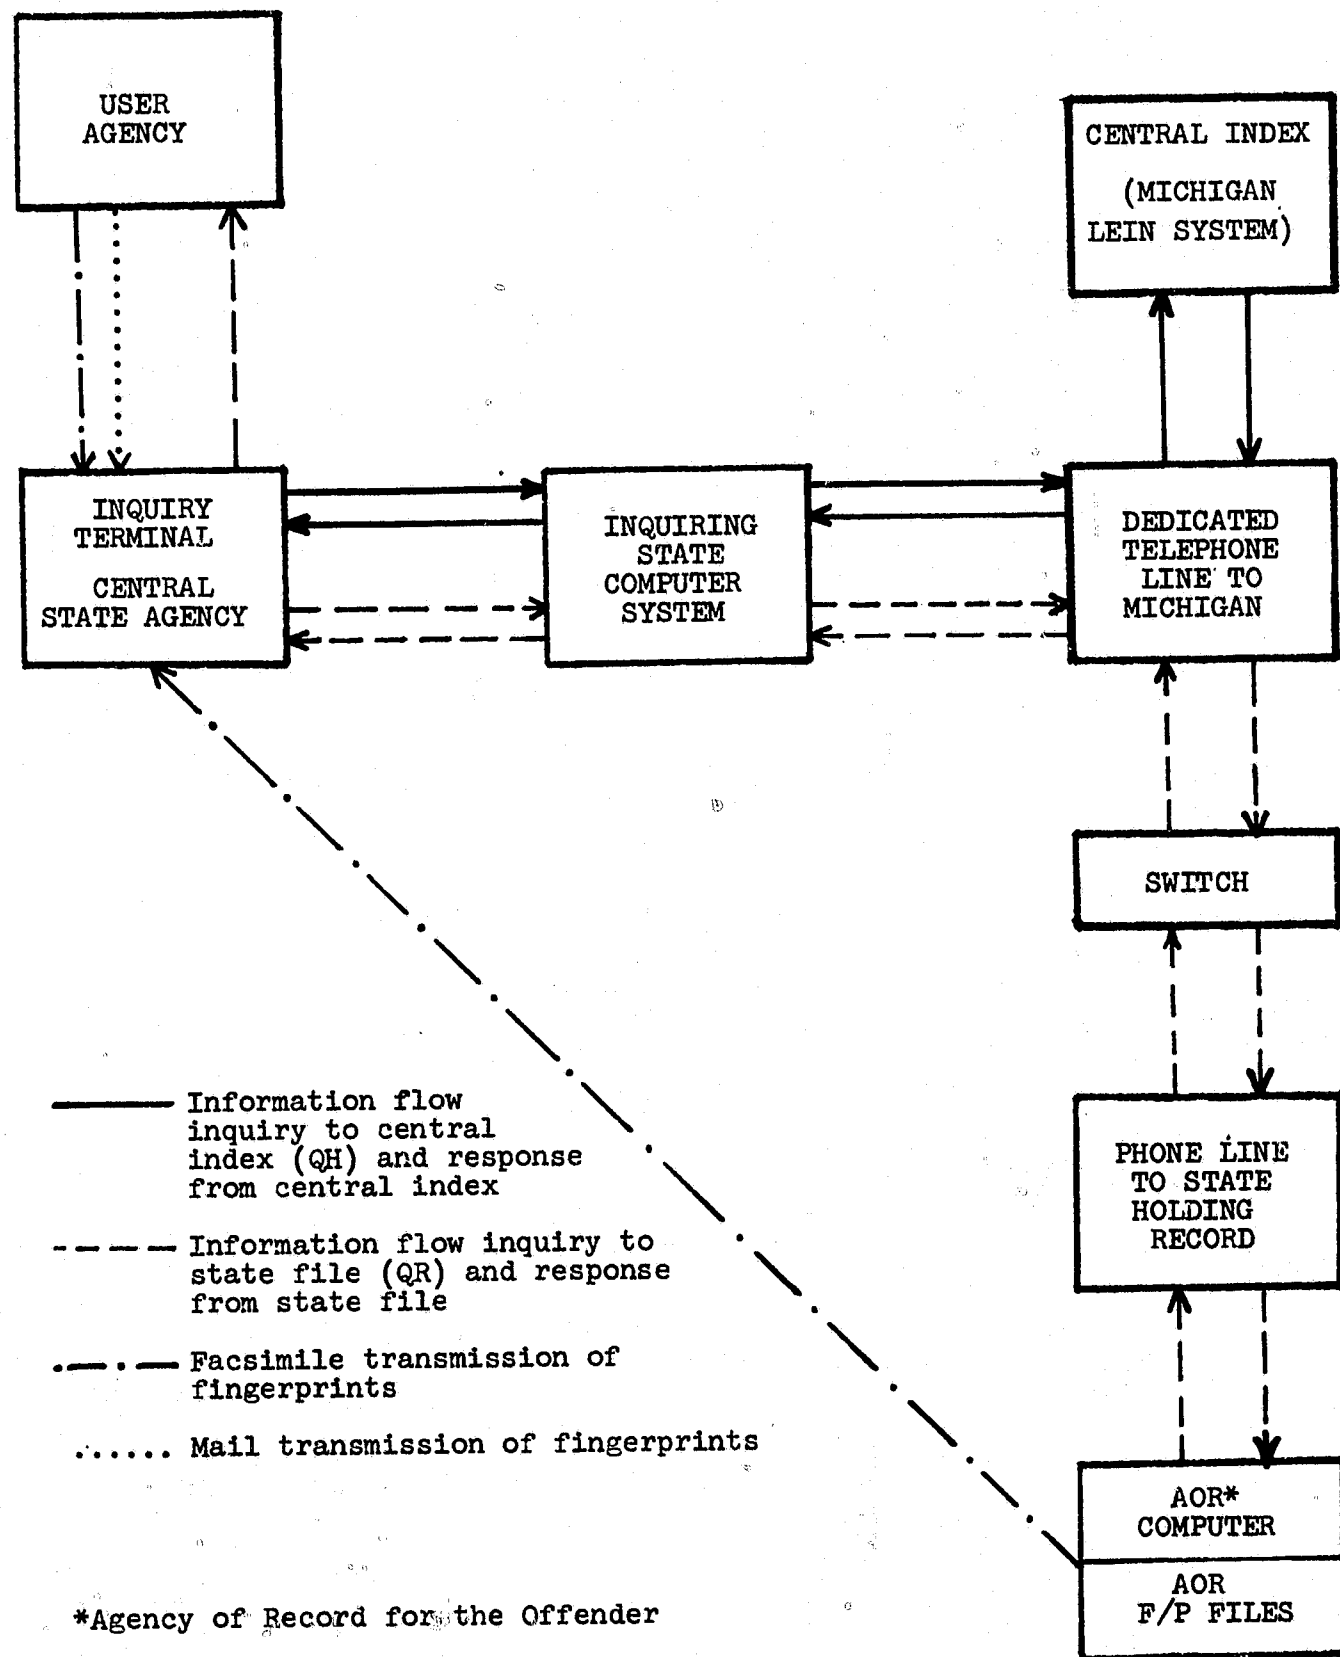 USER
AGENCY
CENTRAL INDEX
(MICHIGAN
LEIN SYSTEM)
INQUIRY
TERMINAL
CENTRAL
STATE AGENCY
INQUIRING
STATE
COMPUTER
SYSTEM
DEDICATED
TELEPHONE
LINE TO
MICHIGAN
SWITCH
PHONE LINE
TO STATE
HOLDING
RECORD
AOR*
COMPUTER
AOR
F/P FILES
Information flow
inquiry to central
index (QH) and response
from central index
Information flow inquiry to
state file (QR) and response
from state file
Facsimile transmission of
fingerprints
Mail transmission of fingerprints
*Agency of Record for the Offender